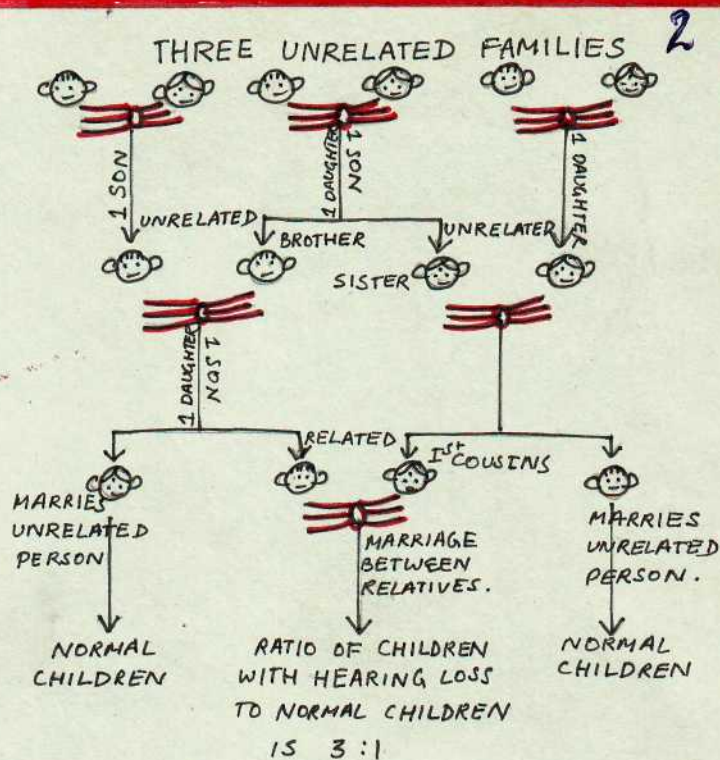 2
THREE UNRELATED FAMILIES
1 SON
1 DAUGHTER
1 SON
1 DAUGHTER
UNRELATED
BROTHER
UNRELATED
SISTER
1 DAUGHTER
1 SON
RELATED
1st COUSINS
MARRIES
UNRELATED
PERSON
MARRIAGE
BETWEEN
RELATIVES.
MARRIES
UNRELATED
PERSON.
NORMAL
CHILDREN
RATIO OF CHILDREN
WITH HEARING LOSS
TO NORMAL CHILDREN
IS 3:1
NORMAL
CHILDREN